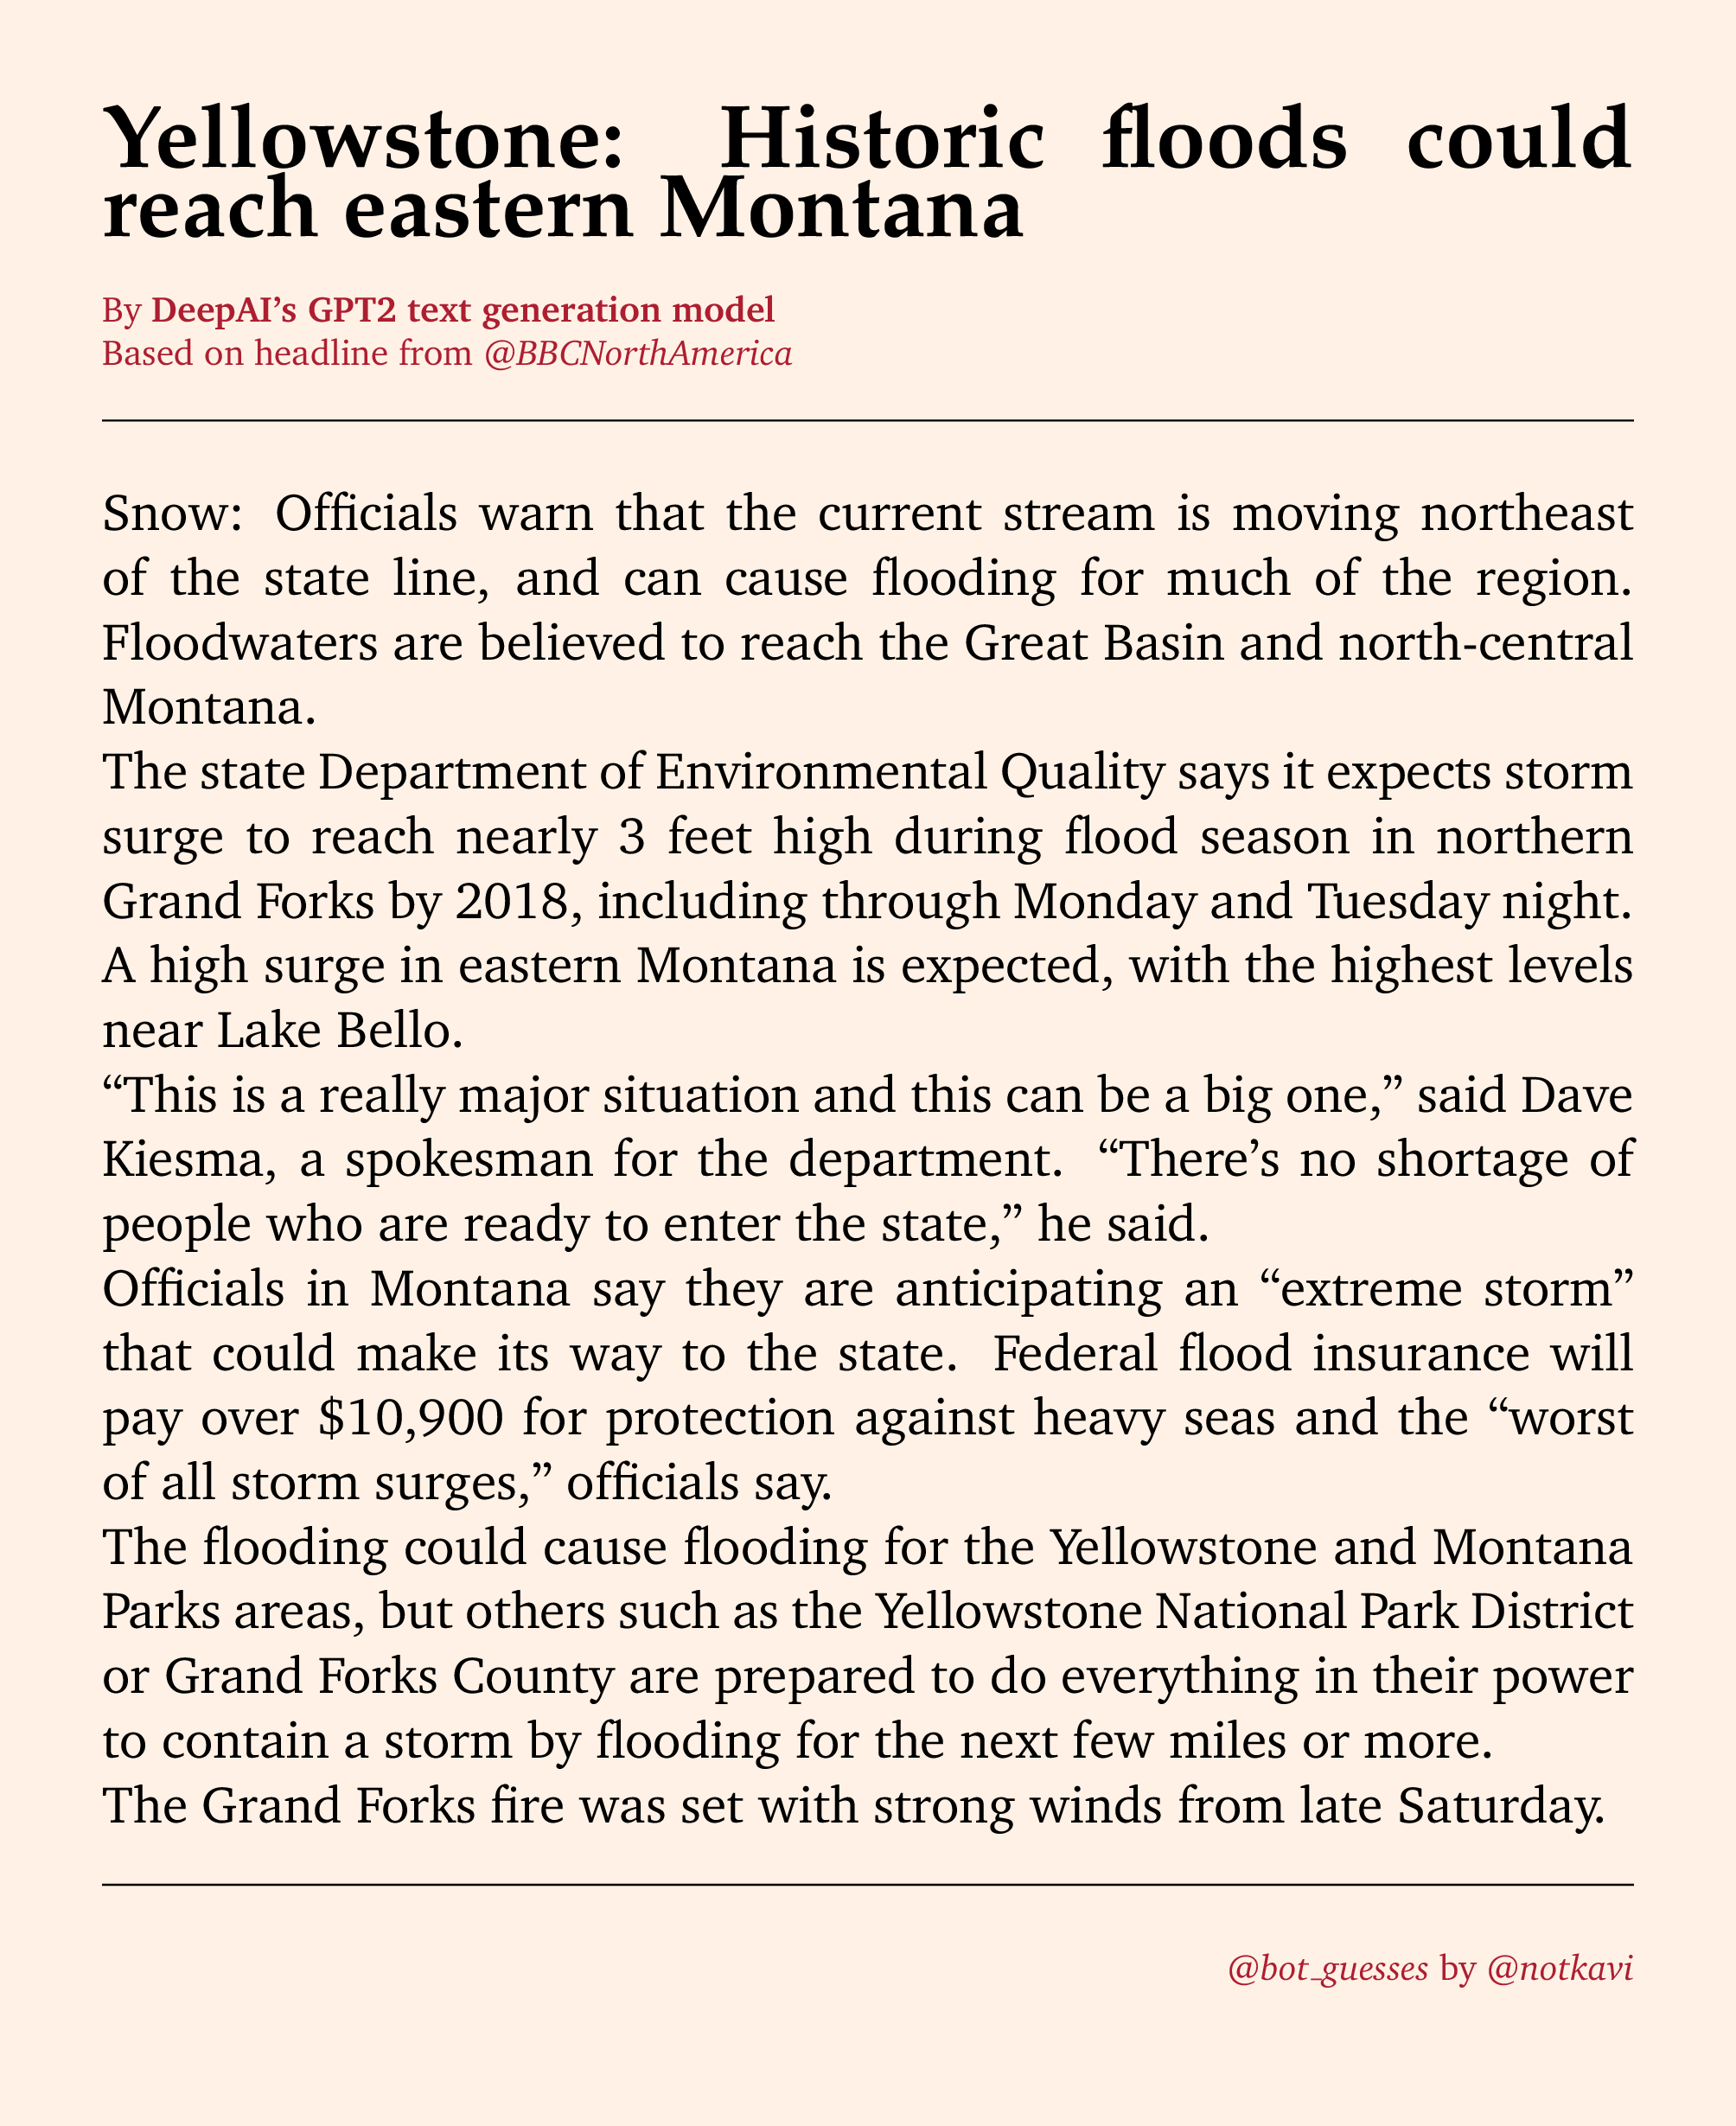 Yellowstone: Historic floods could
reach eastern Montana
By DeepAI’s GPT2 text generation model
Based on headline from @BBCNorthAmerica
Snow: Officials warn that the current stream is moving northeast
of the state line, and can cause flooding for much of the region.
Floodwaters are believed to reach the Great Basin and north-central
Montana.
The state Department of Environmental Quality says it expects storm
surge to reach nearly 3 feet high during flood season in northern
Grand Forks by 2018, including through Monday and Tuesday night.
A high surge in eastern Montana is expected, with the highest levels
near Lake Bello.
“This is a really major situation and this can be a big one,” said Dave
Kiesma, a spokesman for the department. “There’s no shortage of
people who are ready to enter the state,” he said.
Officials in Montana say they are anticipating an “extreme storm”
that could make its way to the state. Federal flood insurance will
pay over $10,900 for protection against heavy seas and the “worst
of all storm surges,” officials say.
The flooding could cause flooding for the Yellowstone and Montana
Parks areas, but others such as the Yellowstone National Park District
or Grand Forks County are prepared to do everything in their power
to contain a storm by flooding for the next few miles or more.
The Grand Forks fire was set with strong winds from late Saturday.
@bot_guesses by @notkavi